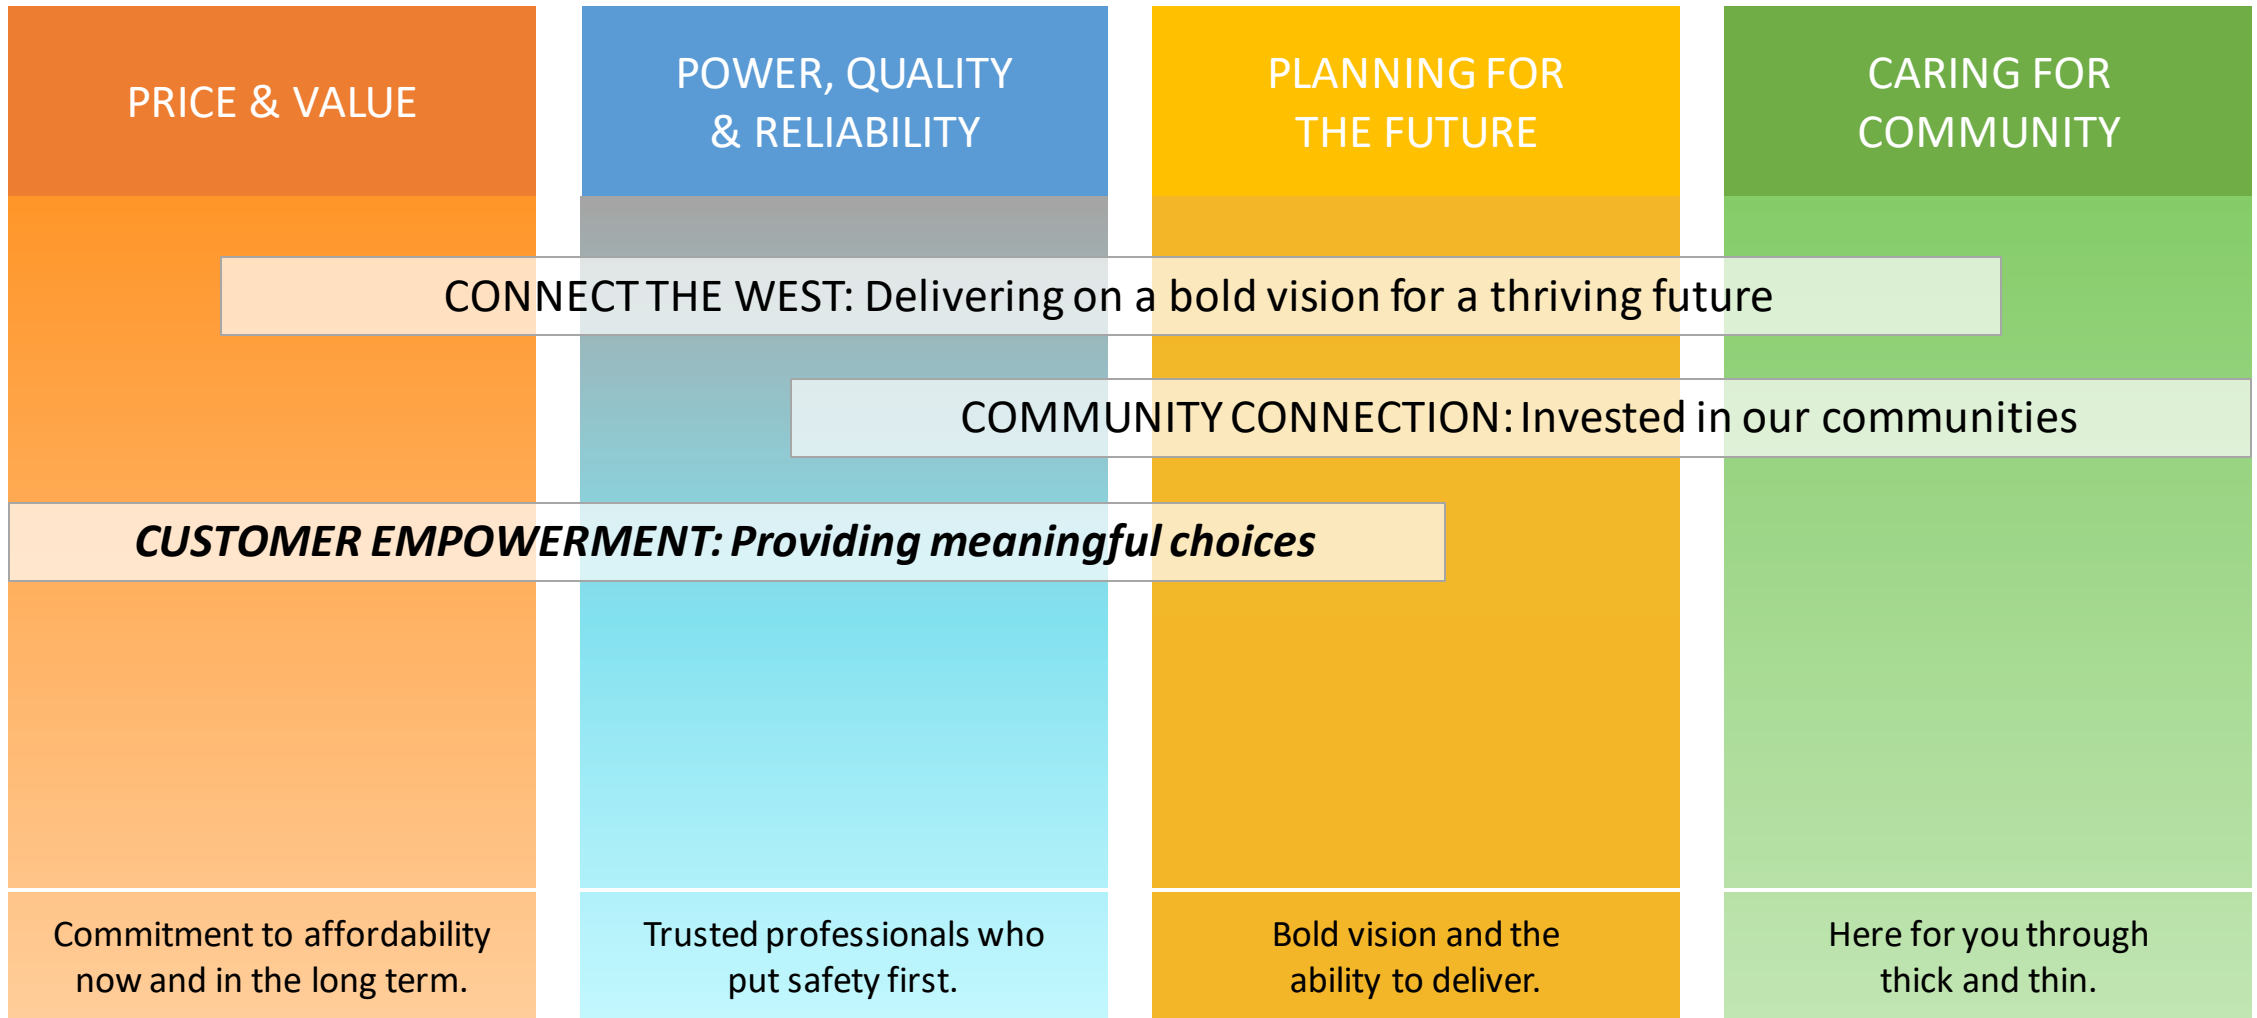 PRICE & VALUE
POWER, QUALITY
& RELIABILITY
PLANNING FOR
THE FUTURE
CARING FOR
COMMUNITY
CONNECT THE WEST: Delivering on a bold vision for a thriving future
COMMUNITY CONNECTION: Invested in our communities
CUSTOMER EMPOWERMENT: Providing meaningful choices
Commitment to affordability
now and in the long term.
Trusted professionals who
put safety first.
Bold vision and the
ability to deliver.
Here for you through
thick and thin.